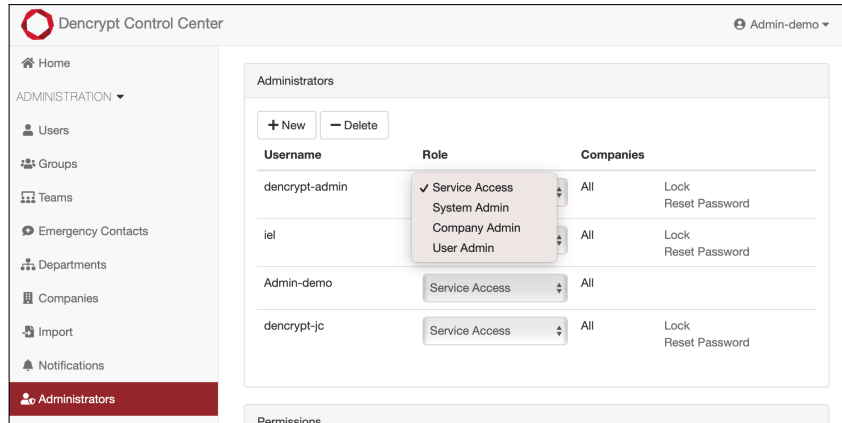 Dencrypt Control Center
Admin-demo
Home
ADMINISTRATION
Users
Groups
Teams
Emergency Contacts
Departments
Companies
Import
Notifications
Administrators
Administrators
+ New − Delete
Username Role Companies
dencrypt-admin ✓ Service Access All Lock
System Admin Reset Password
Company Admin
iel All Lock
User Admin Reset Password
Admin-demo Service Access All
dencrypt-jc Service Access All Lock
Reset Password
Permissions